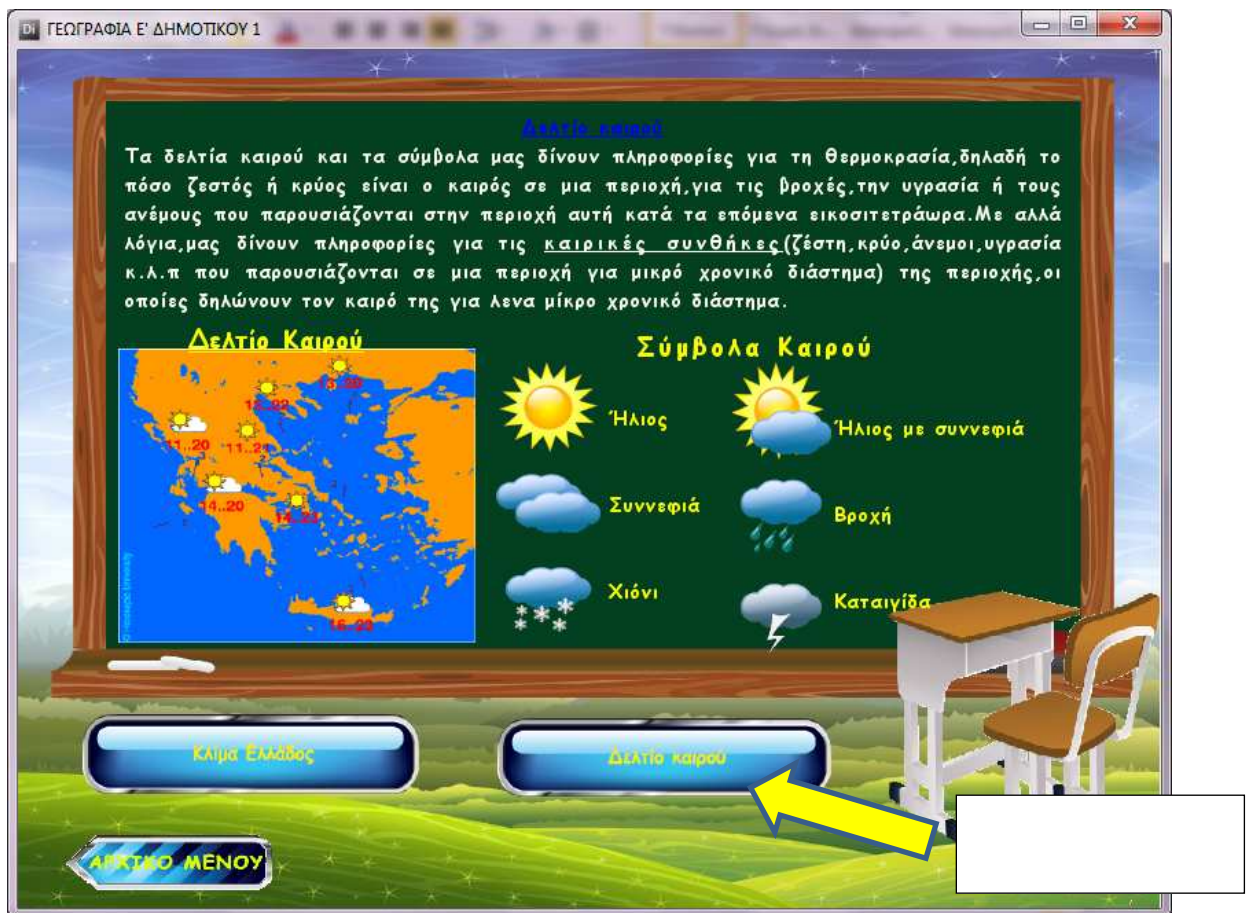 ΓΕΩΓΡΑΦΙΑ Ε' ΔΗΜΟΤΙΚΟΥ 1
Δελτίο καιρού
Τα δελτία καιρού και τα σύμβολα μας δίνουν πληροφορίες για τη θερμοκρασία,δηλαδή το
πόσο ζεστός ή κρύος είναι ο καιρός σε μια περιοχή,για τις βροχές,την υγρασία ή τους
ανέμους που παρουσιάζονται στην περιοχή αυτή κατά τα επόμενα εικοσιτετράωρα.Με αλλά
λόγια,μας δίνουν πληροφορίες για τις καιρικές συνθήκες(ζέστη,κρύο,άνεμοι,υγρασία
κ.λ.π που παρουσιάζονται σε μια περιοχή για μικρό χρονικό διάστημα) της περιοχής,οι
οποίες δηλώνουν τον καιρό της για λενα μίκρο χρονικό διάστημα.
Δελτίο Καιρού
Σύμβολα Καιρού
Ήλιος
Ήλιος με συννεφιά
11..20
14..20
Συννεφιά
Βροχή
Χιόνι
Καταιγίδα
Κλίμα Ελλάδος
Δελτίο καιρού
ΑΡΧΙΚΟ ΜΕΝΟΥ